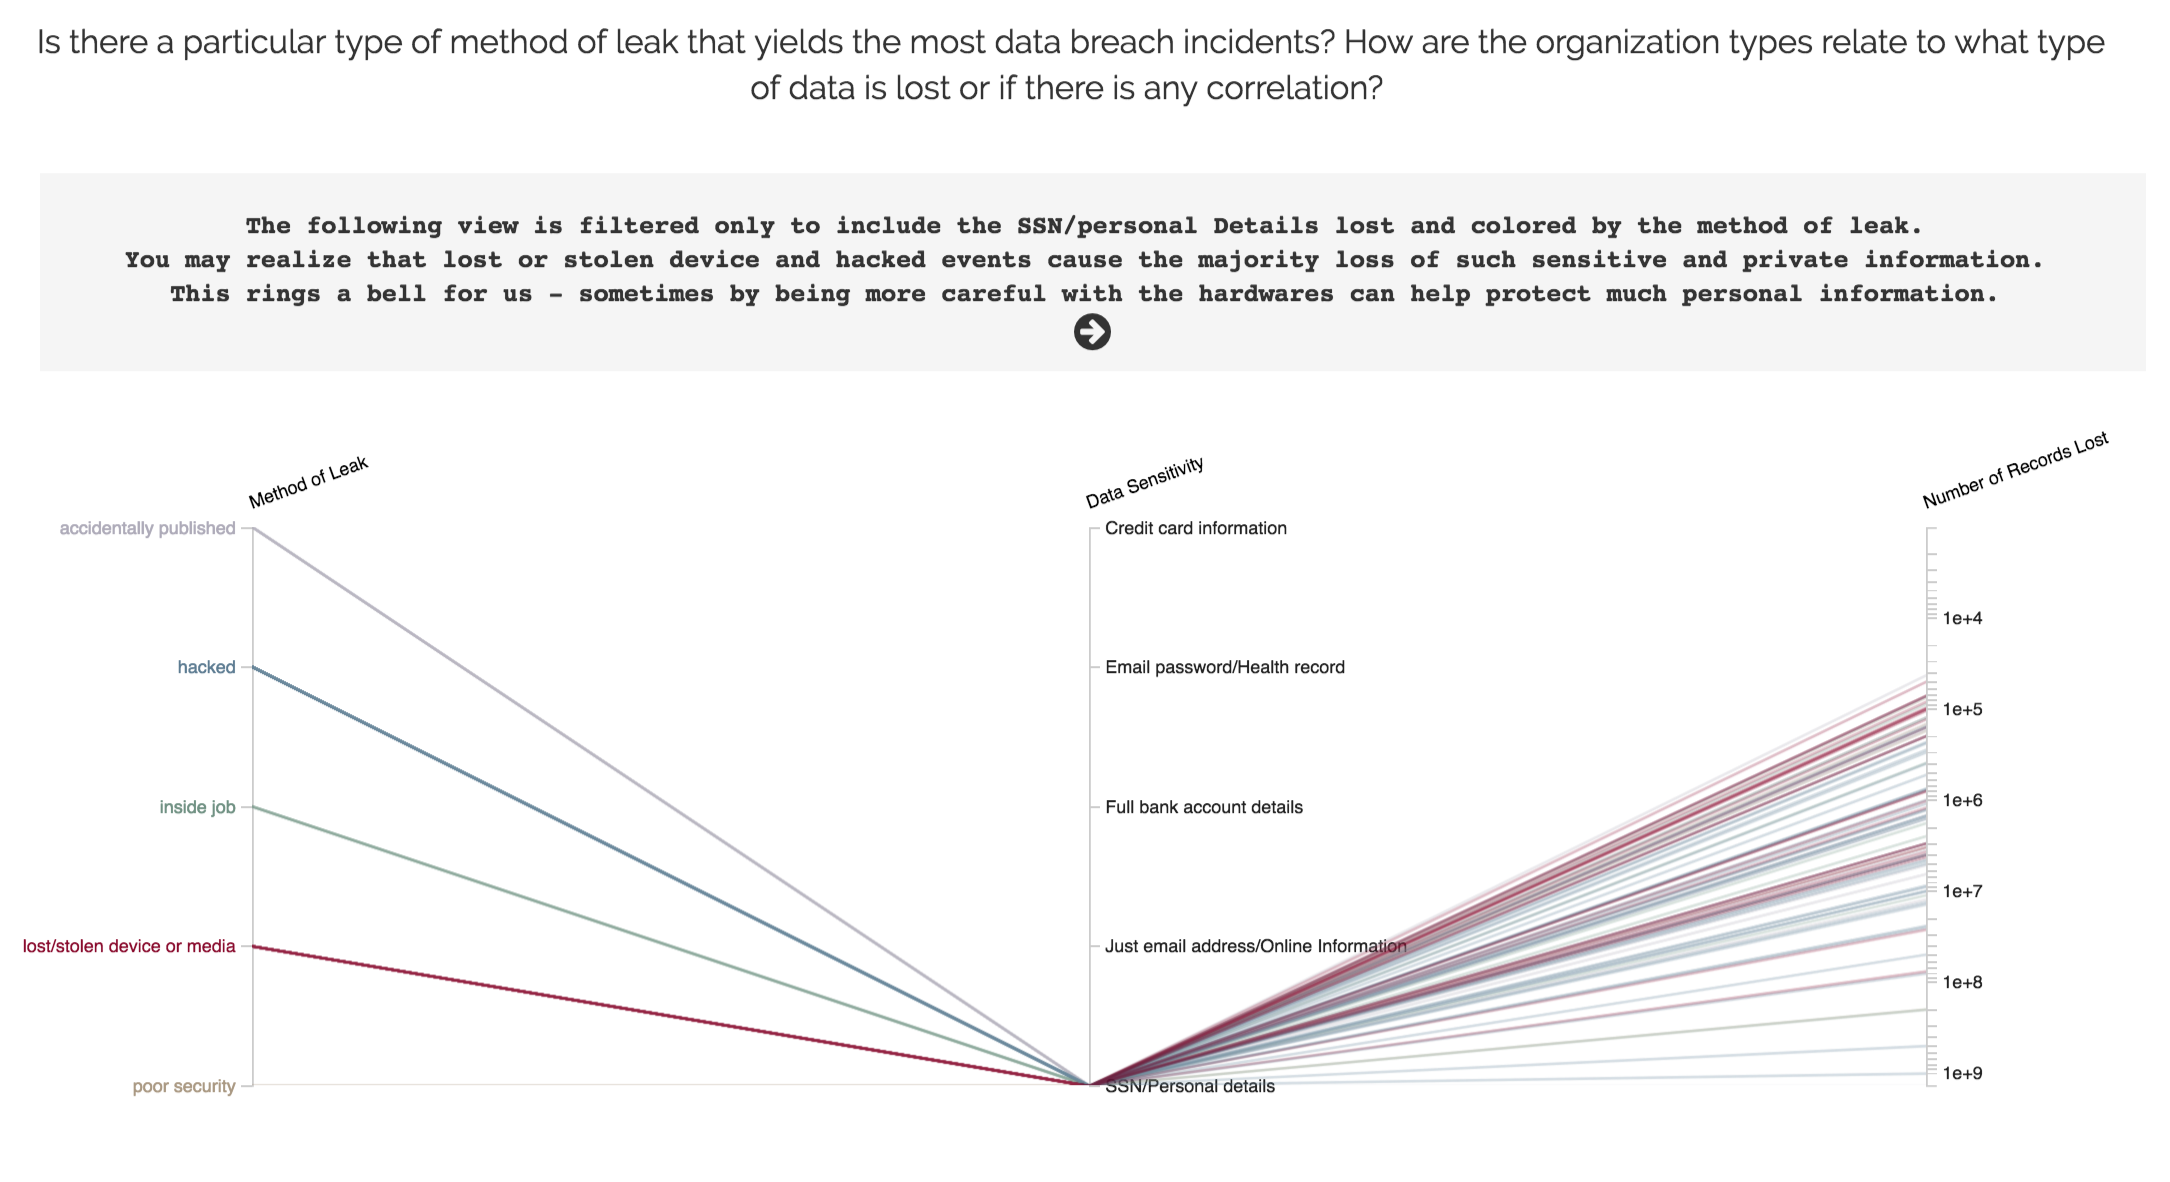 Is there a particular type of method of leak that yields the most data breach incidents? How are the organization types relate to what type
of data is lost or if there is any correlation?
The following view is filtered only to include the SSN/personal Details lost and colored by the method of leak.
You may realize that lost or stolen device and hacked events cause the majority loss of such sensitive and private information.
This rings a bell for us - sometimes by being more careful with the hardwares can help protect much personal information.
Method of Leak
accidentally published
hacked
inside job
lost/stolen device or media
poor security
Data Sensitivity
Credit card information
Email password/Health record
Full bank account details
Just email address/Online Information
SSN/Personal details
Number of Records Lost
1e+4
1e+5
1e+6
1e+7
1e+8
1e+9